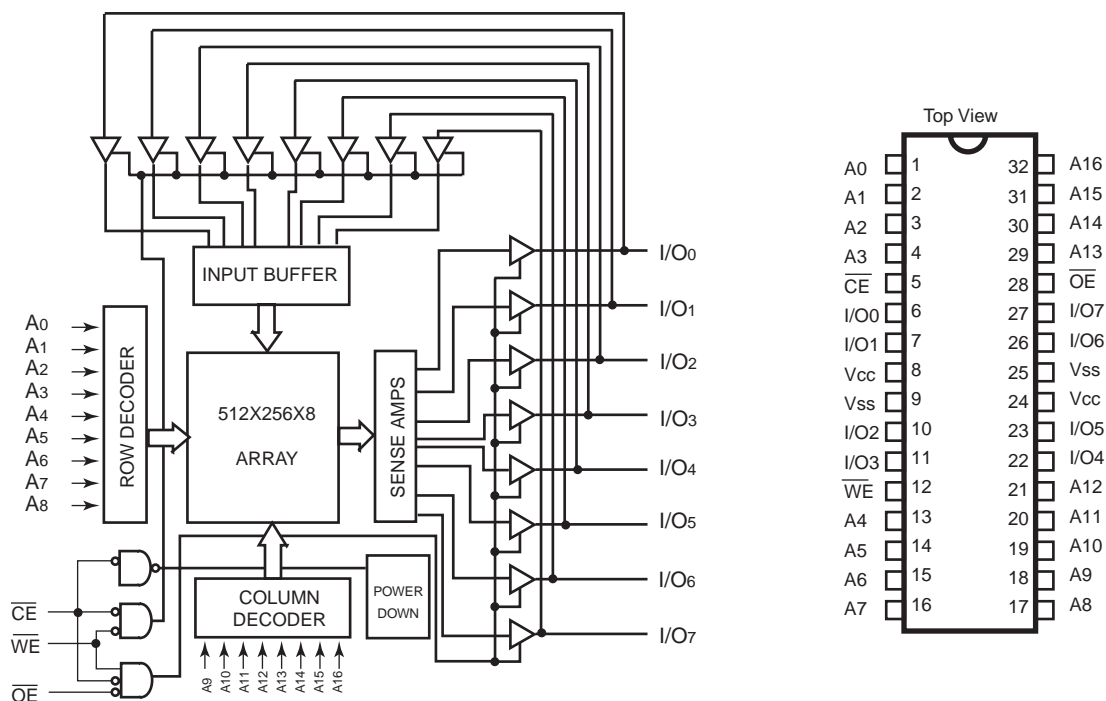 INPUT BUFFER
A0
A1
A2
A3
A4
A5
A6
A7
A8
ROW DECODER
512X256X8
ARRAY
SENSE AMPS
I/O0
I/O1
I/O2
I/O3
I/O4
I/O5
I/O6
I/O7
COLUMN
DECODER
POWER
DOWN
CE
WE
OE
A9
A10
A11
A12
A13
A14
A15
A16
Top View
A0 1 32 A16
A1 2 31 A15
A2 3 30 A14
A3 4 29 A13
CE 5 28 OE
I/O0 6 27 I/O7
I/O1 7 26 I/O6
Vcc 8 25 Vss
Vss 9 24 Vcc
I/O2 10 23 I/O5
I/O3 11 22 I/O4
WE 12 21 A12
A4 13 20 A11
A5 14 19 A10
A6 15 18 A9
A7 16 17 A8